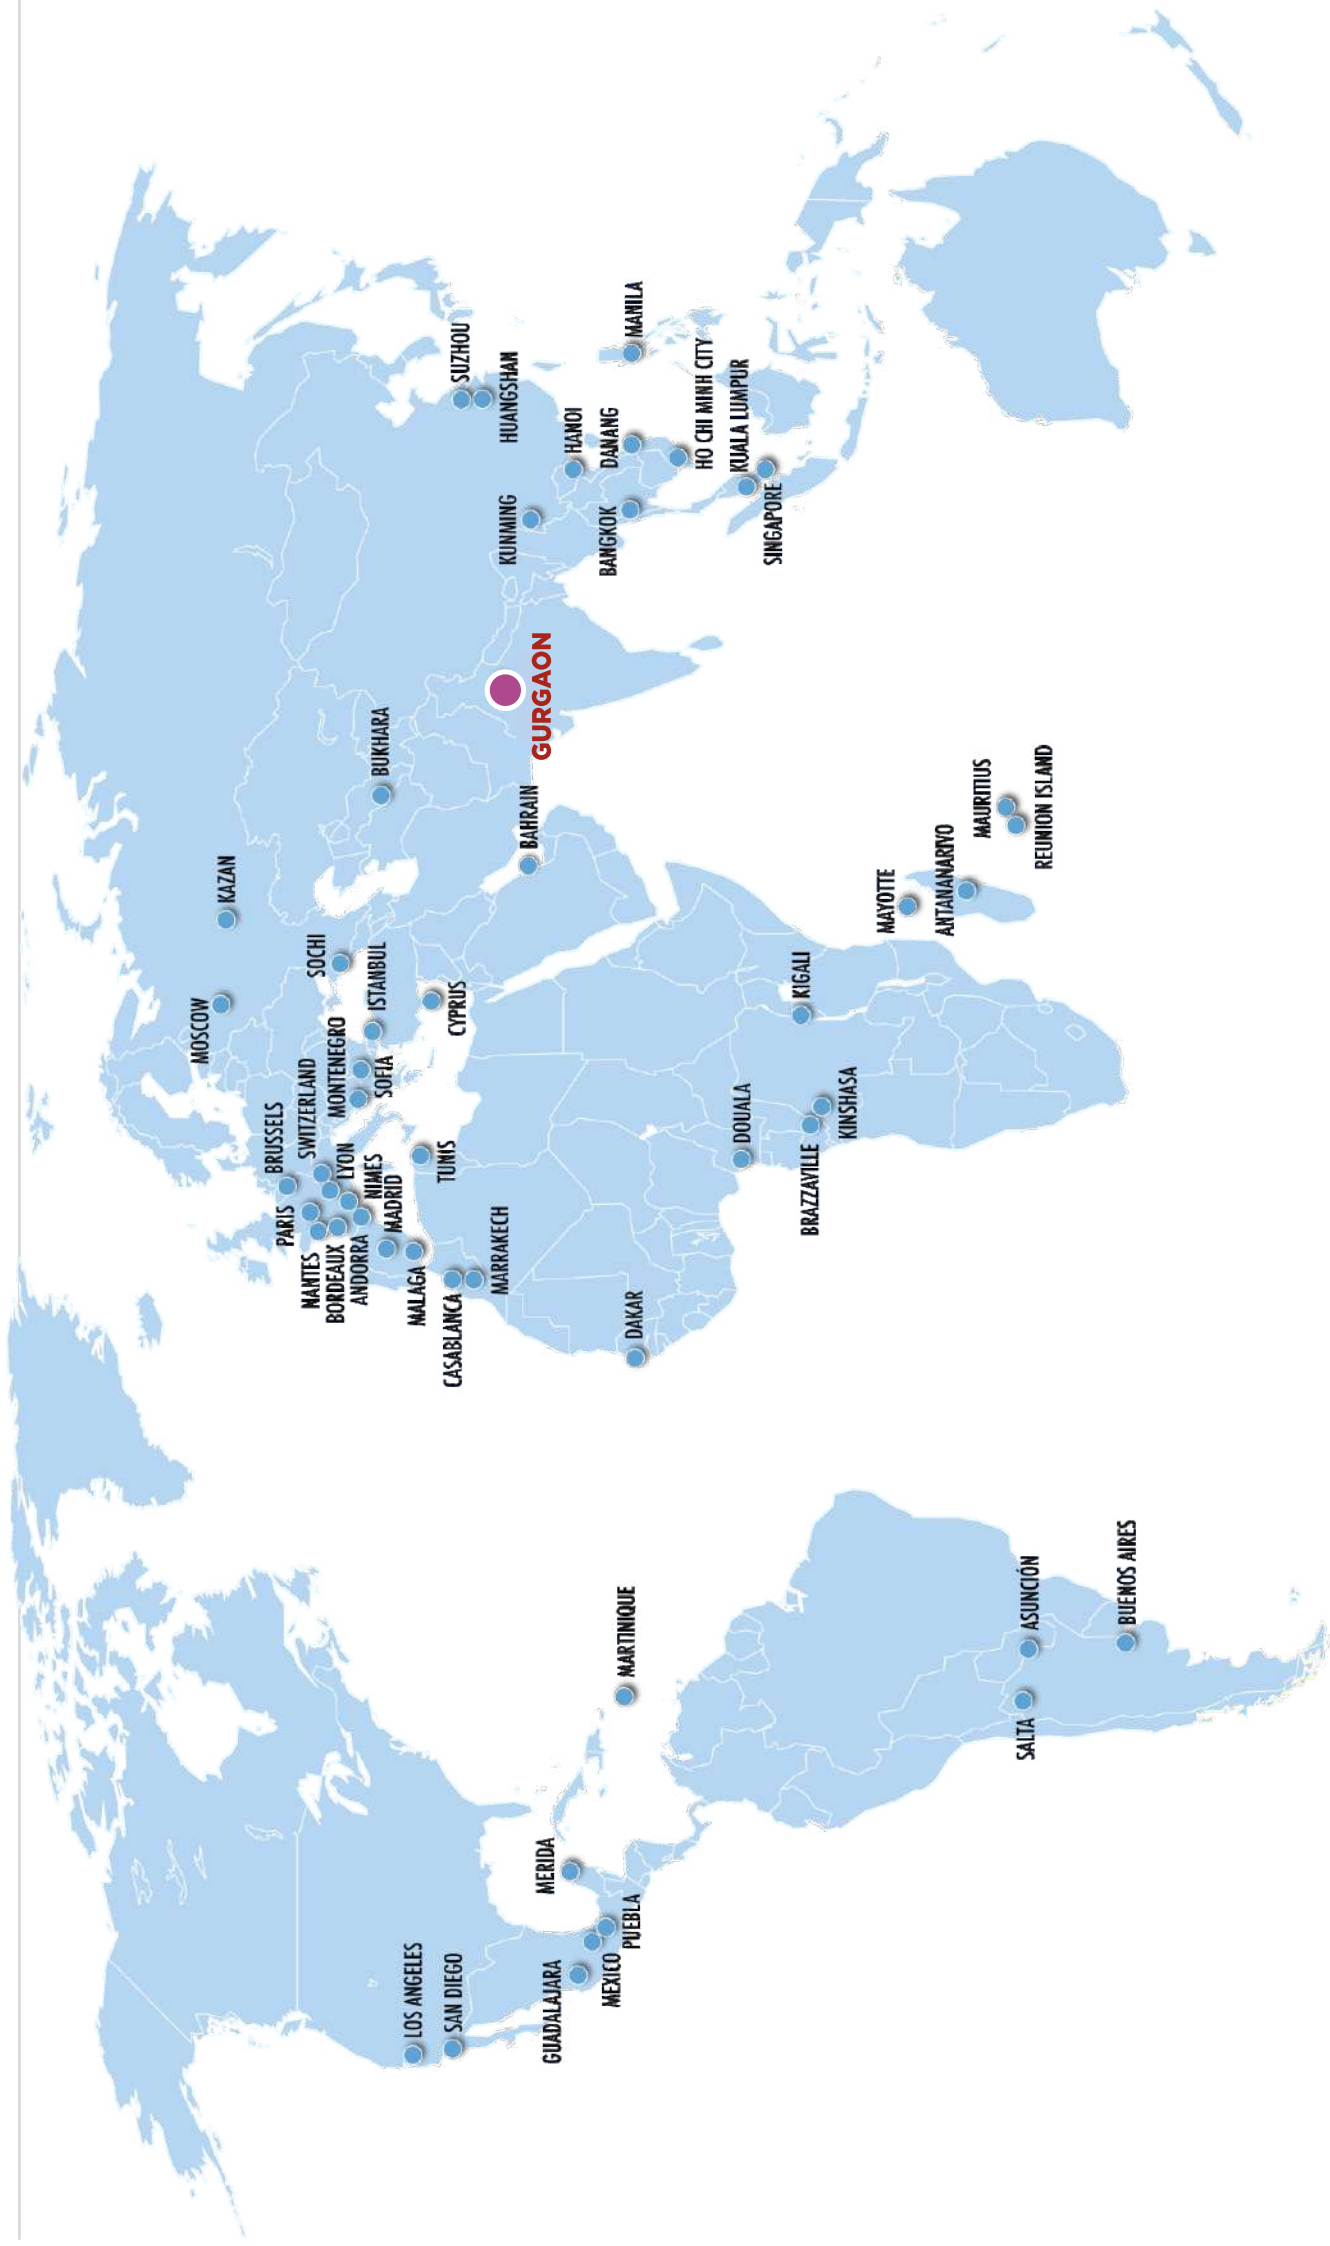 LOS ANGELES
SAN DIEGO
GUADALAJARA
MEXICO
PUEBLA
MERIDA
MARTINIQUE
SALTA
ASUNCIÓN
BUENOS AIRES
MOSCOW
KAZAN
BRUSSELS
PARIS
SWITZERLAND
NANTES
LYON
BORDEAUX
NIMES
ANDORRA
MADRID
MALAGA
MONTENEGRO
SOFIA
SOCHI
ISTANBUL
CYPRUS
TUNIS
CASABLANCA
MARRAKECH
DAKAR
DOUALA
BRAZZAVILLE
KINSHASA
KIGALI
MAYOTTE
ANTANANARIVO
MAURITIUS
REUNION ISLAND
BAHRAIN
BUKHARA
GURGAON
SUZHOU
HUANGSHAN
KUNMING
HANOI
BANGKOK
DANANG
MANILA
HO CHI MINH CITY
KUALA LUMPUR
SINGAPORE